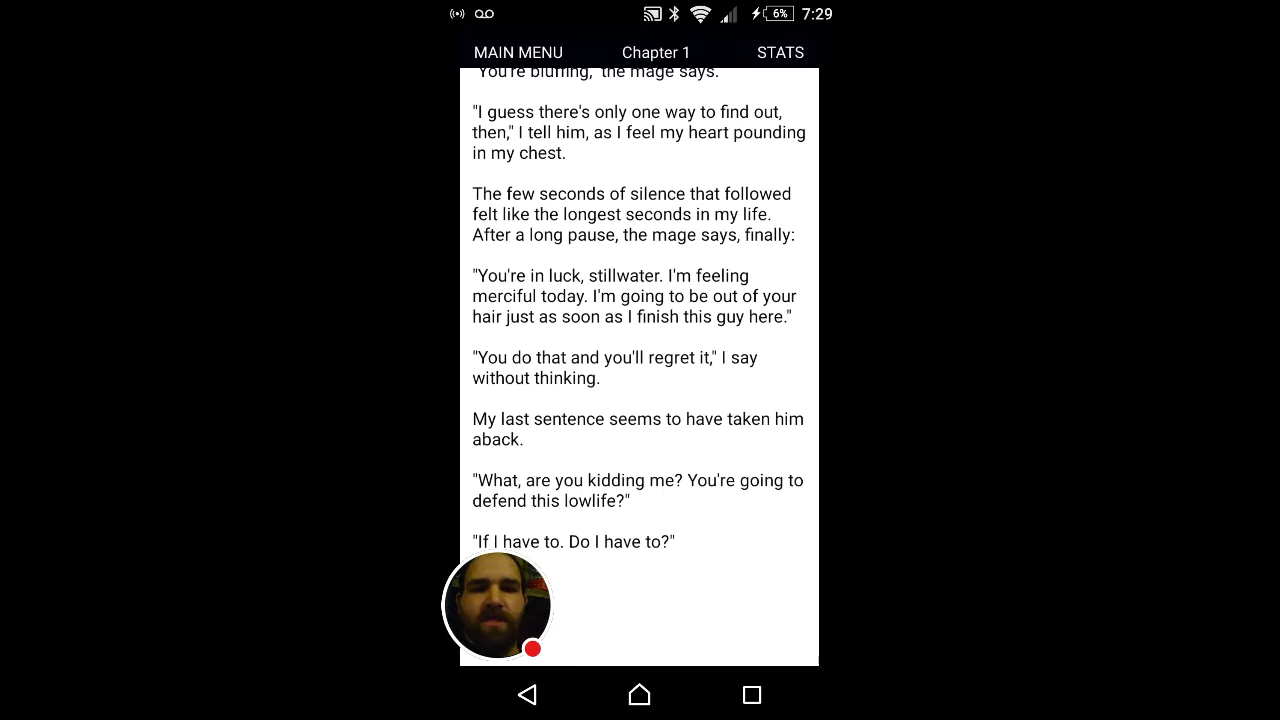 6% 7:29
MAIN MENU Chapter 1 STATS
"You're bluffing," the mage says.
"I guess there's only one way to find out,
then," I tell him, as I feel my heart pounding
in my chest.
The few seconds of silence that followed
felt like the longest seconds in my life.
After a long pause, the mage says, finally:
"You're in luck, stillwater. I'm feeling
merciful today. I'm going to be out of your
hair just as soon as I finish this guy here."
"You do that and you'll regret it," I say
without thinking.
My last sentence seems to have taken him
aback.
"What, are you kidding me? You're going to
defend this lowlife?"
"If I have to. Do I have to?"